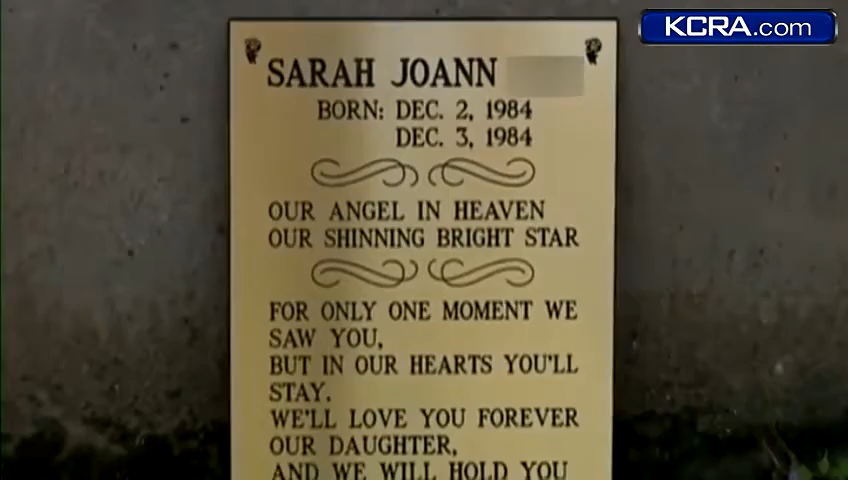 KCRA.com
SARAH JOANN
BORN: DEC. 2, 1984
DEC. 3, 1984
OUR ANGEL IN HEAVEN
OUR SHINNING BRIGHT STAR
FOR ONLY ONE MOMENT WE
SAW YOU,
BUT IN OUR HEARTS YOU'LL
STAY.
WE'LL LOVE YOU FOREVER
OUR DAUGHTER,
AND WE WILL HOLD YOU